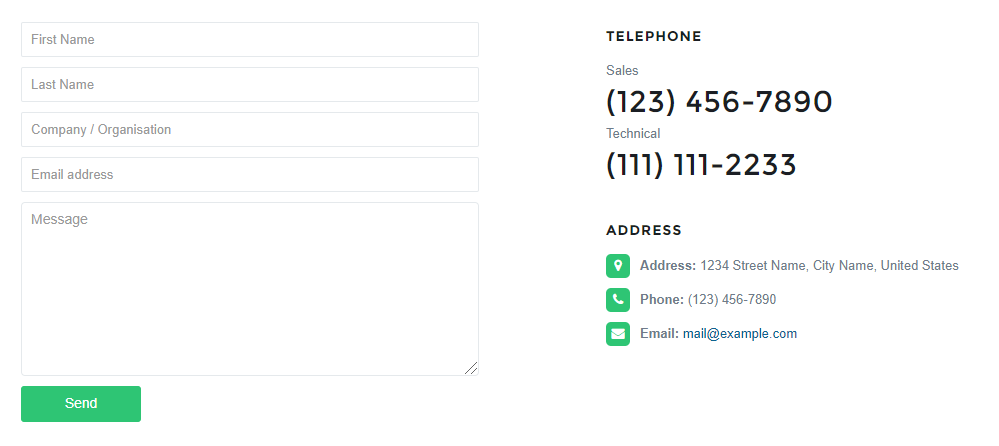 First Name
Last Name
Company / Organisation
Email address
Message
Send
TELEPHONE
Sales
(123) 456-7890
Technical
(111) 111-2233
ADDRESS
Address: 1234 Street Name, City Name, United States
Phone: (123) 456-7890
Email: mail@example.com